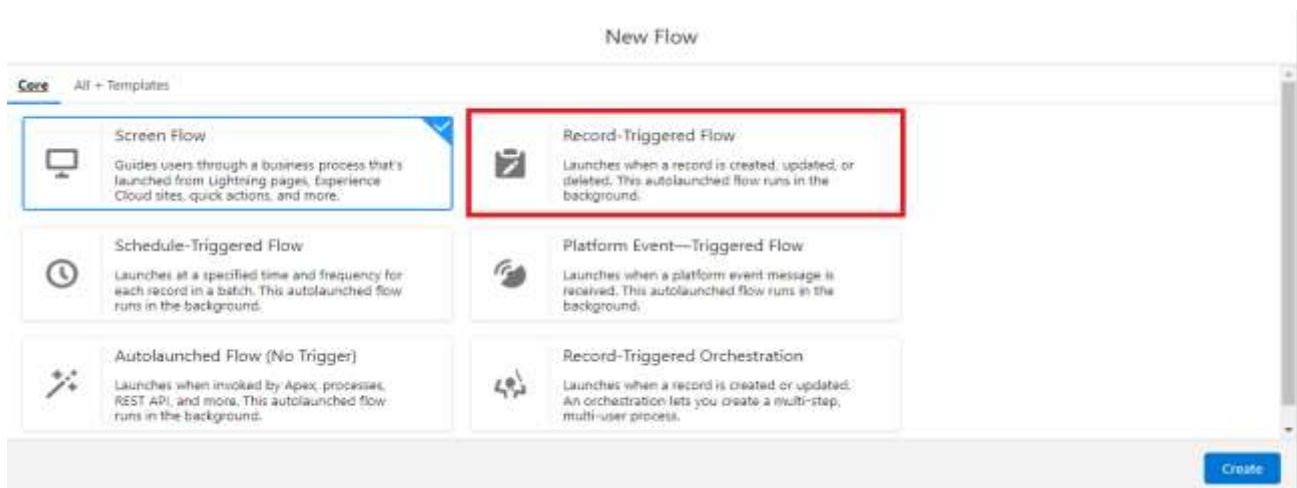 New Flow
Core All + Templates
Screen Flow
Guides users through a business process that's
launched from Lightning pages, Experience
Cloud sites, quick actions, and more.
Record-Triggered Flow
Launches when a record is created, updated, or
deleted. This autolaunched flow runs in the
background.
Schedule-Triggered Flow
Launches at a specified time and frequency for
each record in a batch. This autolaunched flow
runs in the background.
Platform Event—Triggered Flow
Launches when a platform event message is
received. This autolaunched flow runs in the
background.
Autolaunched Flow (No Trigger)
Launches when invoked by Apex, processes,
REST API, and more. This autolaunched flow
runs in the background.
Record-Triggered Orchestration
Launches when a record is created or updated.
An orchestration lets you create a multi-step,
multi-user process.
Create